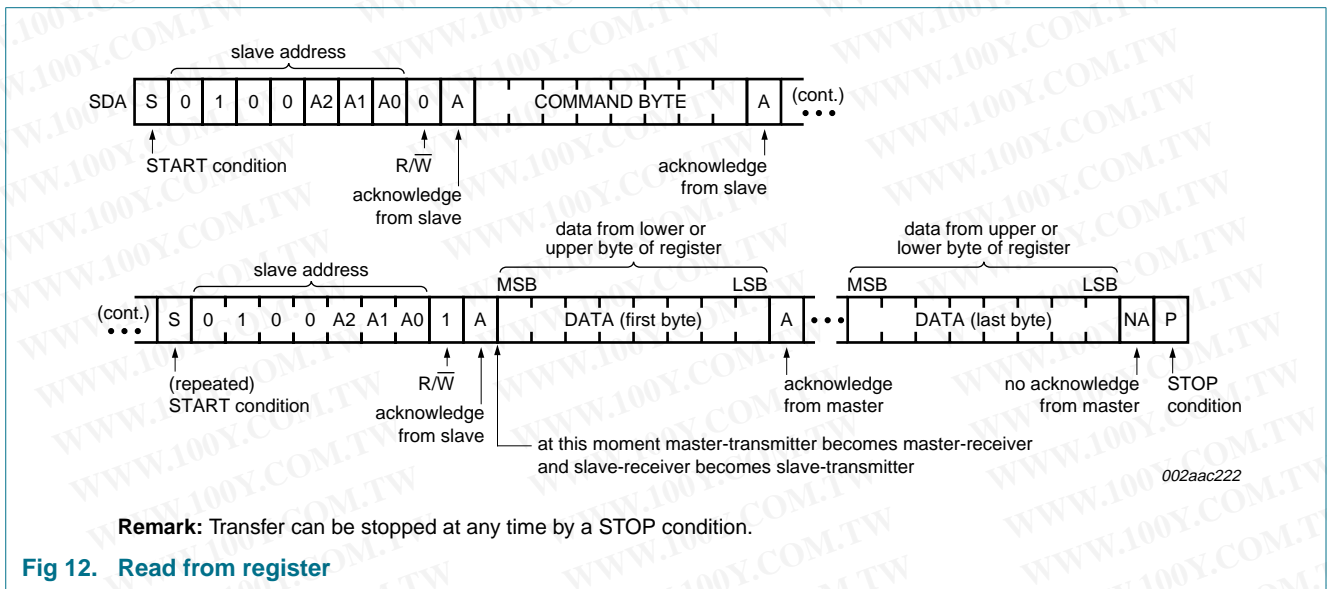 slave address
SDA S 0 1 0 0 A2 A1 A0 0 A COMMAND BYTE A (cont.)
START condition
R/W̅
acknowledge
from slave
acknowledge
from slave
data from lower or
upper byte of register
data from upper or
lower byte of register
slave address
MSB LSB MSB LSB
(cont.) S 0 1 0 0 A2 A1 A0 1 A DATA (first byte) A DATA (last byte) NA P
(repeated)
START condition
R/W̅
acknowledge
from slave
acknowledge
from master
no acknowledge
from master
STOP
condition
at this moment master-transmitter becomes master-receiver
and slave-receiver becomes slave-transmitter
002aac222
Remark: Transfer can be stopped at any time by a STOP condition.
Fig 12. Read from register
WWW.100Y.COM.TW